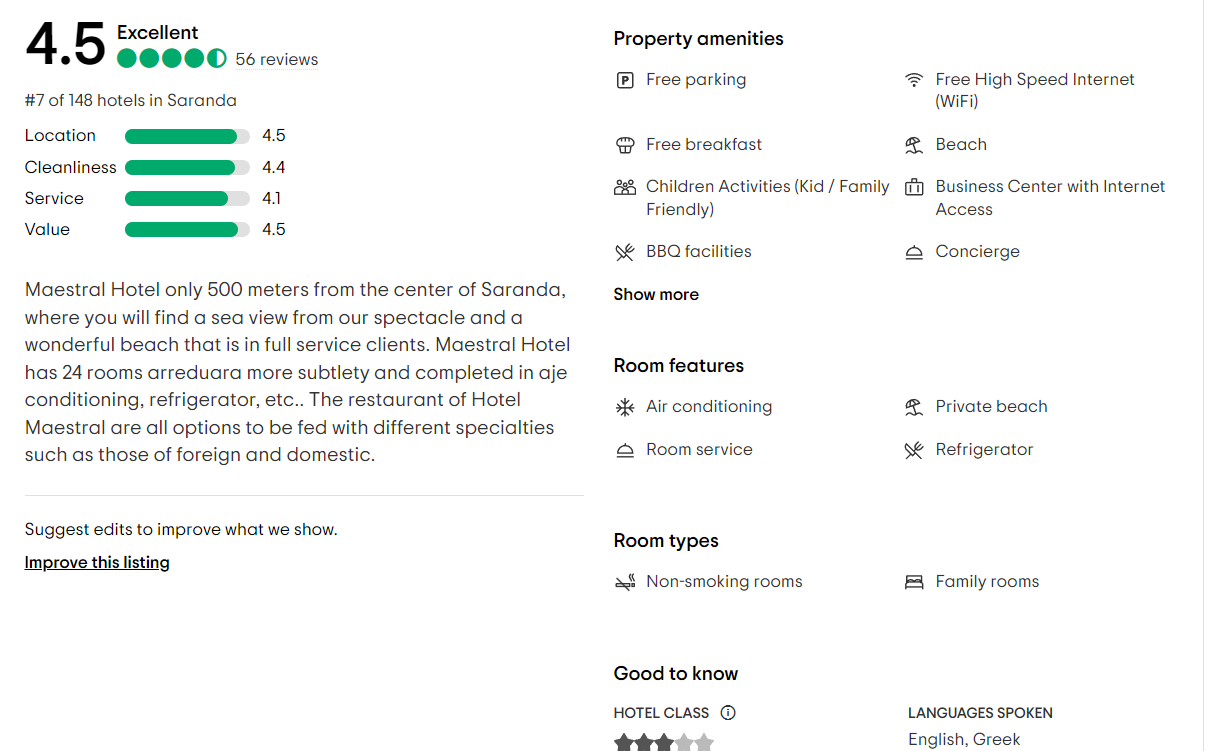 4.5
Excellent
56 reviews
#7 of 148 hotels in Saranda
Location 4.5
Cleanliness 4.4
Service 4.1
Value 4.5
Maestral Hotel only 500 meters from the center of Saranda,
where you will find a sea view from our spectacle and a
wonderful beach that is in full service clients. Maestral Hotel
has 24 rooms arreduara more subtlety and completed in aje
conditioning, refrigerator, etc.. The restaurant of Hotel
Maestral are all options to be fed with different specialties
such as those of foreign and domestic.
Suggest edits to improve what we show.
Improve this listing
Property amenities
Free parking
Free High Speed Internet
(WiFi)
Free breakfast
Beach
Children Activities (Kid / Family
Friendly)
Business Center with Internet
Access
BBQ facilities
Concierge
Show more
Room features
Air conditioning
Private beach
Room service
Refrigerator
Room types
Non-smoking rooms
Family rooms
Good to know
HOTEL CLASS
LANGUAGES SPOKEN
English, Greek